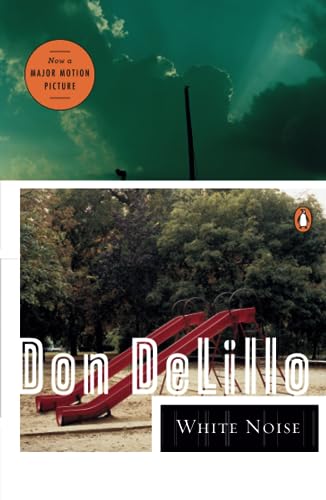 Now a
MAJOR MOTION
PICTURE
Don DeLillo
WHITE NOISE